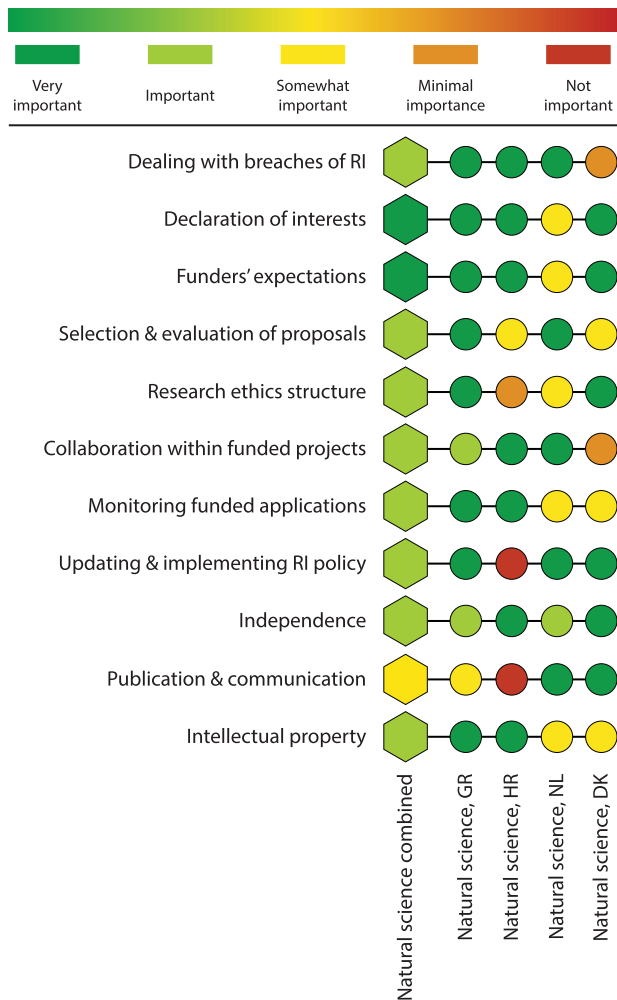 Very
important
Important
Somewhat
important
Minimal
importance
Not
important
Dealing with breaches of RI
Declaration of interests
Funders’ expectations
Selection & evaluation of proposals
Research ethics structure
Collaboration within funded projects
Monitoring funded applications
Updating & implementing RI policy
Independence
Publication & communication
Intellectual property
Natural science combined
Natural science, GR
Natural science, HR
Natural science, NL
Natural science, DK